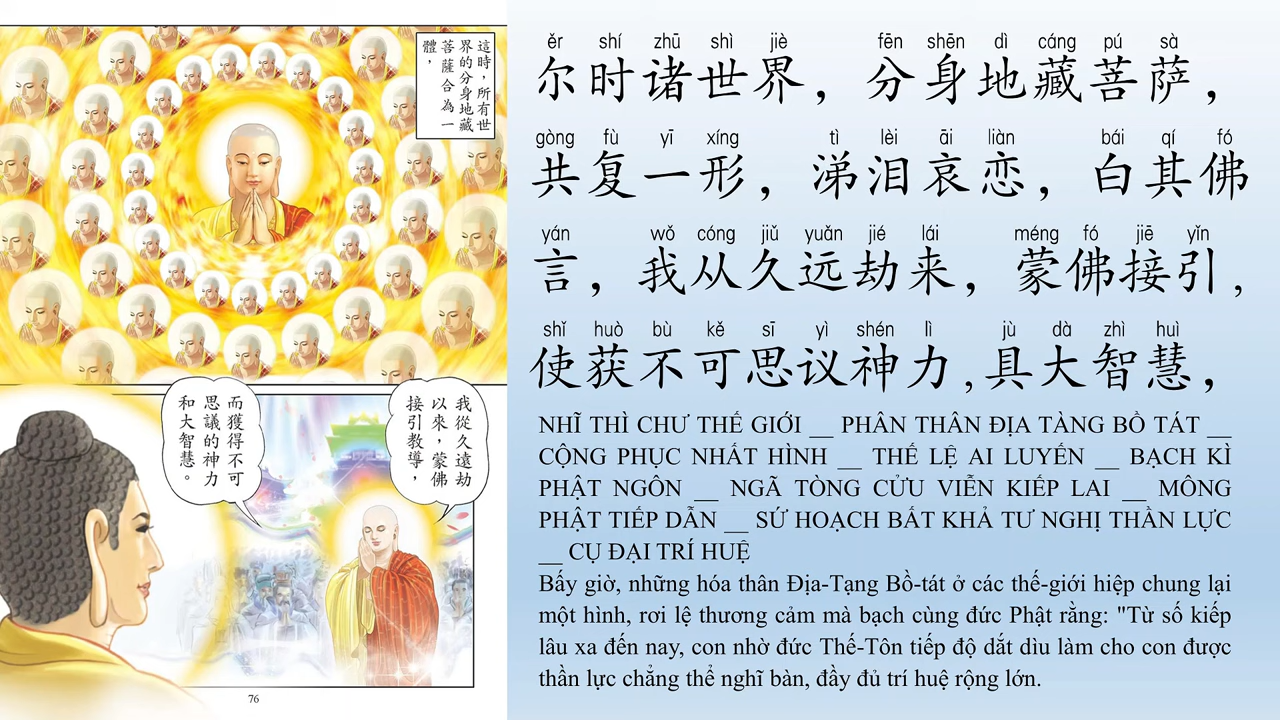 這時，所有世
界的分身地藏
菩薩合為一
體，
我從久遠劫
以來，蒙佛
接引教導，
而獲得不可
思議的神力
和大智慧。
76
ěr shí zhū shì jiè fēn shēn dì cáng pú sà
尔时诸世界，分身地藏菩萨，
gòng fù yī xíng tì lèi āi liàn bái qí fó
共复一形，涕泪哀恋，白其佛
yán wǒ cóng jiǔ yuǎn jié lái méng fó jiē yǐn
言，我从久远劫来，蒙佛接引，
shǐ huò bù kě sī yì shén lì jù dà zhì huì
使获不可思议神力,具大智慧，
NHĨ THÌ CHƯ THẾ GIỚI __ PHÂN THÂN ĐỊA TÀNG BỒ TÁT __
CỘNG PHỤC NHẤT HÌNH __ THẾ LỆ AI LUYẾN __ BẠCH KÌ
PHẬT NGÔN __ NGÃ TÒNG CỬU VIỄN KIẾP LAI __ MÔNG
PHẬT TIẾP DẪN __ SỨ HOẠCH BẤT KHẢ TƯ NGHỊ THẦN LỰC
__ CỤ ĐẠI TRÍ HUỆ
Bấy giờ, những hóa thân Địa-Tạng Bồ-tát ở các thế-giới hiệp chung lại
một hình, rơi lệ thương cảm mà bạch cùng đức Phật rằng: "Từ số kiếp
lâu xa đến nay, con nhờ đức Thế-Tôn tiếp độ dắt dìu làm cho con được
thần lực chẳng thể nghĩ bàn, đầy đủ trí huệ rộng lớn.